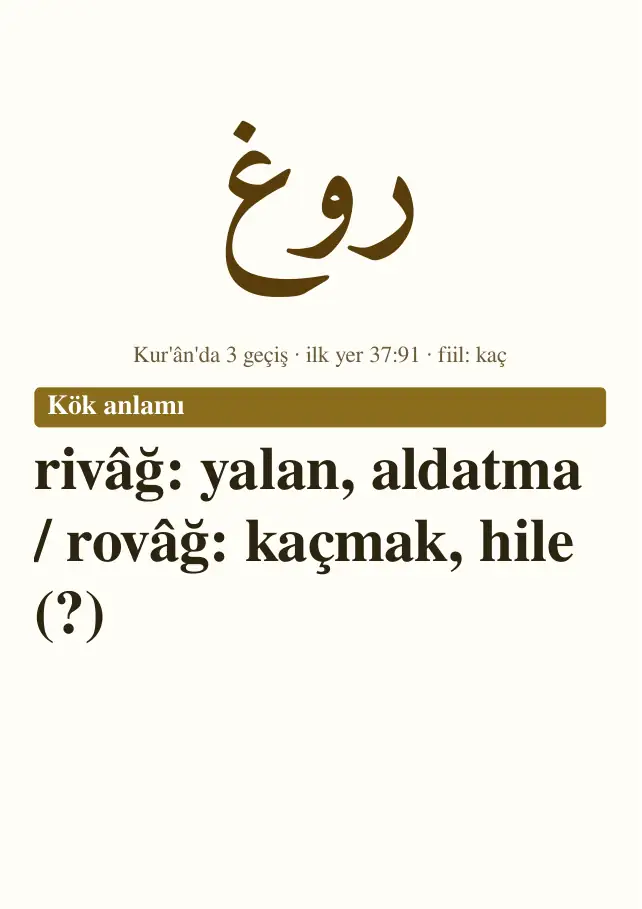 روغ
Kur'ân'da 3 geçiş · ilk yer 37:91 · fiil: kaç
Kök anlamı
rivâğ: yalan, aldatma
/ rovâğ: kaçmak, hile
(?)